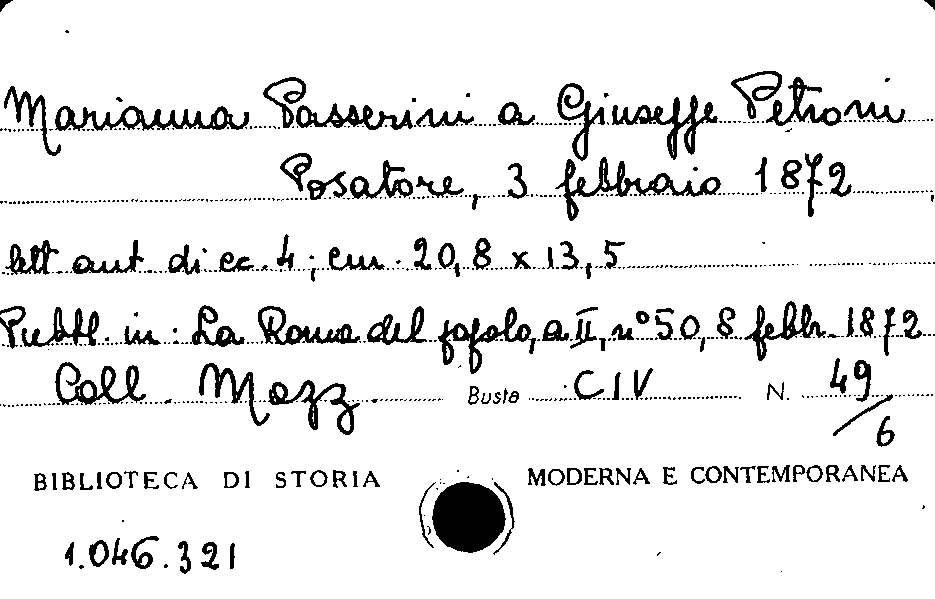 Marianna Passerini a Giuseppe Petroni
Posatore, 3 febbraio 1872
lett. aut. di cc. 4; cm. 20,8 x 13,5
Pubbl. in: La Roma del popolo, a II, n° 50, 8 febbr. 1872
Coll. Mazz. Busta CIV N. 49/6
BIBLIOTECA DI STORIA MODERNA E CONTEMPORANEA
1.046.321